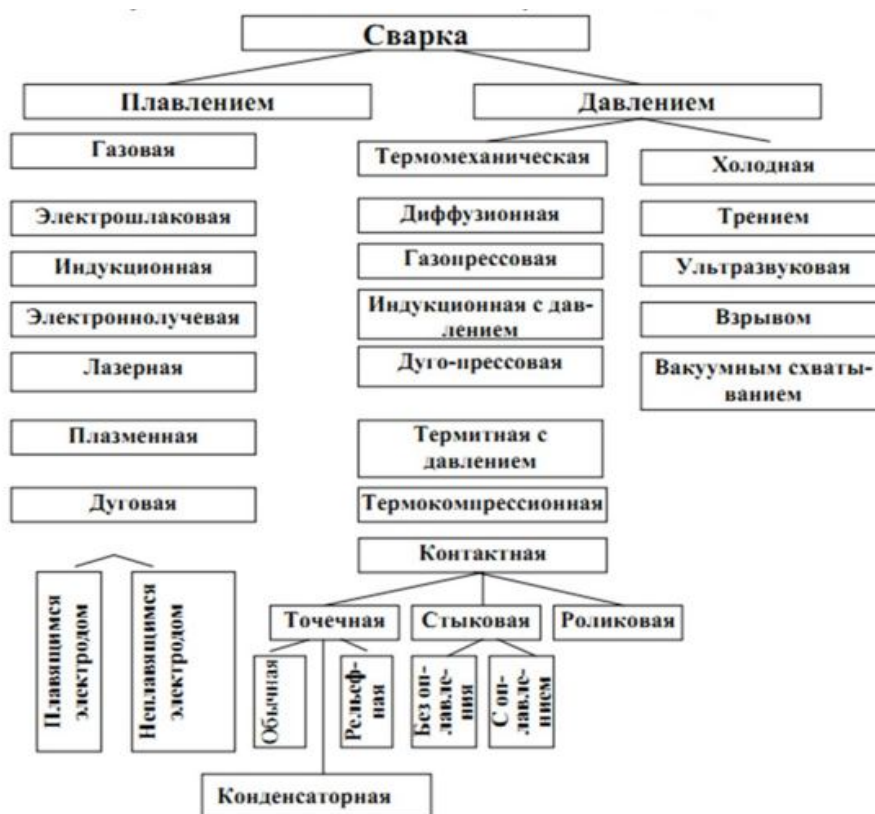 Сварка
Плавлением
Давлением
Газовая
Термомеханическая
Холодная
Электрошлаковая
Диффузионная
Трением
Индукционная
Газопрессовая
Ультразвуковая
Электроннолучевая
Индукционная с дав-
лением
Взрывом
Лазерная
Дуго-прессовая
Вакуумным схваты-
ванием
Плазменная
Термитная с
давлением
Дуговая
Термокомпрессионная
Контактная
Плавящимся
электродом
Неплавящимся
электродом
Точечная
Стыковая
Роликовая
Обычная
Рельеф-
ная
Без оп-
лавле-
ния
С оп-
лавле-
нием
Конденсаторная